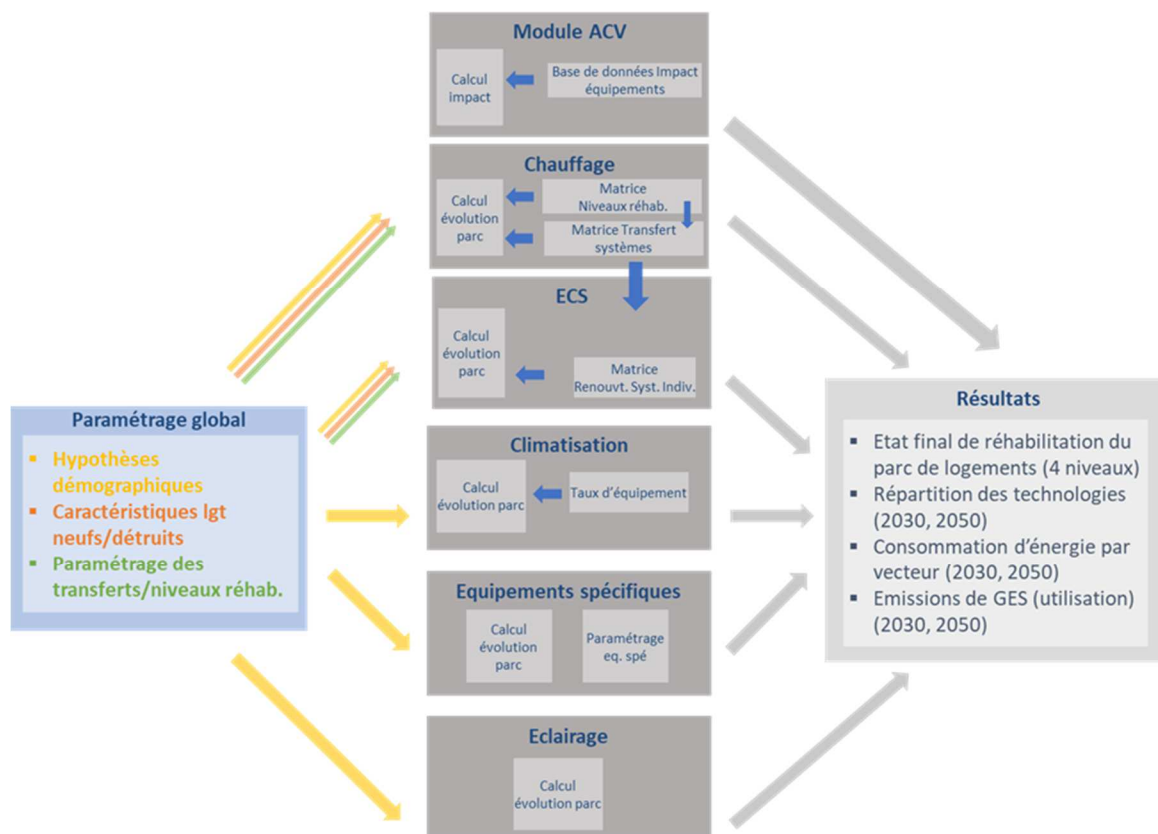 Module ACV
Calcul
impact
Base de données Impact
équipements
Chauffage
Calcul
évolution
parc
Matrice
Niveaux réhab.
Matrice Transfert
systèmes
ECS
Calcul
évolution
parc
Matrice
Renouvt. Syst. Indiv.
Paramétrage global
▪ Hypothèses
démographiques
▪ Caractéristiques lgt
neufs/détruits
▪ Paramétrage des
transferts/niveaux réhab.
Climatisation
Calcul
évolution parc
Taux d'équipement
Equipements spécifiques
Calcul
évolution
parc
Paramétrage
eq. spé
Eclairage
Calcul
évolution parc
Résultats
▪ Etat final de réhabilitation du
parc de logements (4 niveaux)
▪ Répartition des technologies
(2030, 2050)
▪ Consommation d'énergie par
vecteur (2030, 2050)
▪ Emissions de GES (utilisation)
(2030, 2050)